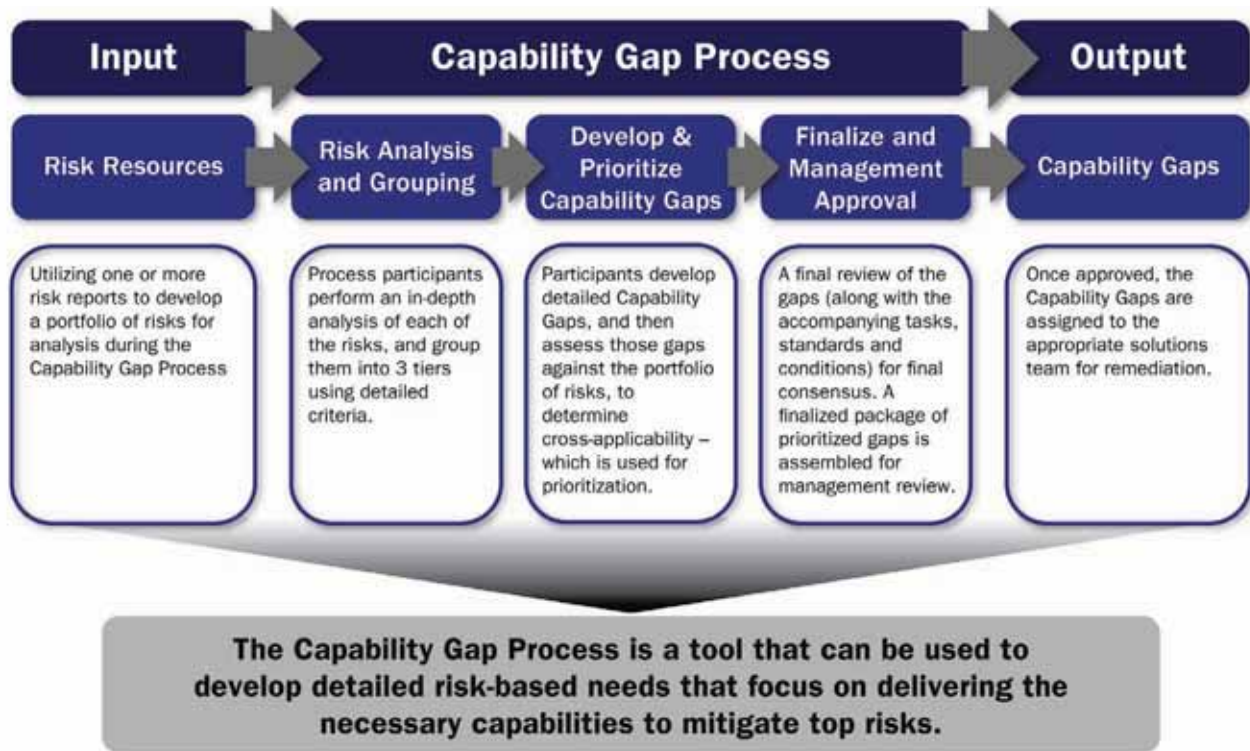 Input
Capability Gap Process
Output
Risk Resources
Risk Analysis
and Grouping
Develop &
Prioritize
Capability Gaps
Finalize and
Management
Approval
Capability Gaps
Utilizing one or more
risk reports to develop
a portfolio of risks for
analysis during the
Capability Gap Process
Process participants
perform an in-depth
analysis of each of
the risks, and group
them into 3 tiers
using detailed
criteria.
Participants develop
detailed Capability
Gaps, and then
assess those gaps
against the portfolio
of risks, to
determine
cross-applicability –
which is used for
prioritization.
A final review of the
gaps (along with the
accompanying tasks,
standards and
conditions) for final
consensus. A
finalized package of
prioritized gaps is
assembled for
management review.
Once approved, the
Capability Gaps are
assigned to the
appropriate solutions
team for remediation.
The Capability Gap Process is a tool that can be used to
develop detailed risk-based needs that focus on delivering the
necessary capabilities to mitigate top risks.